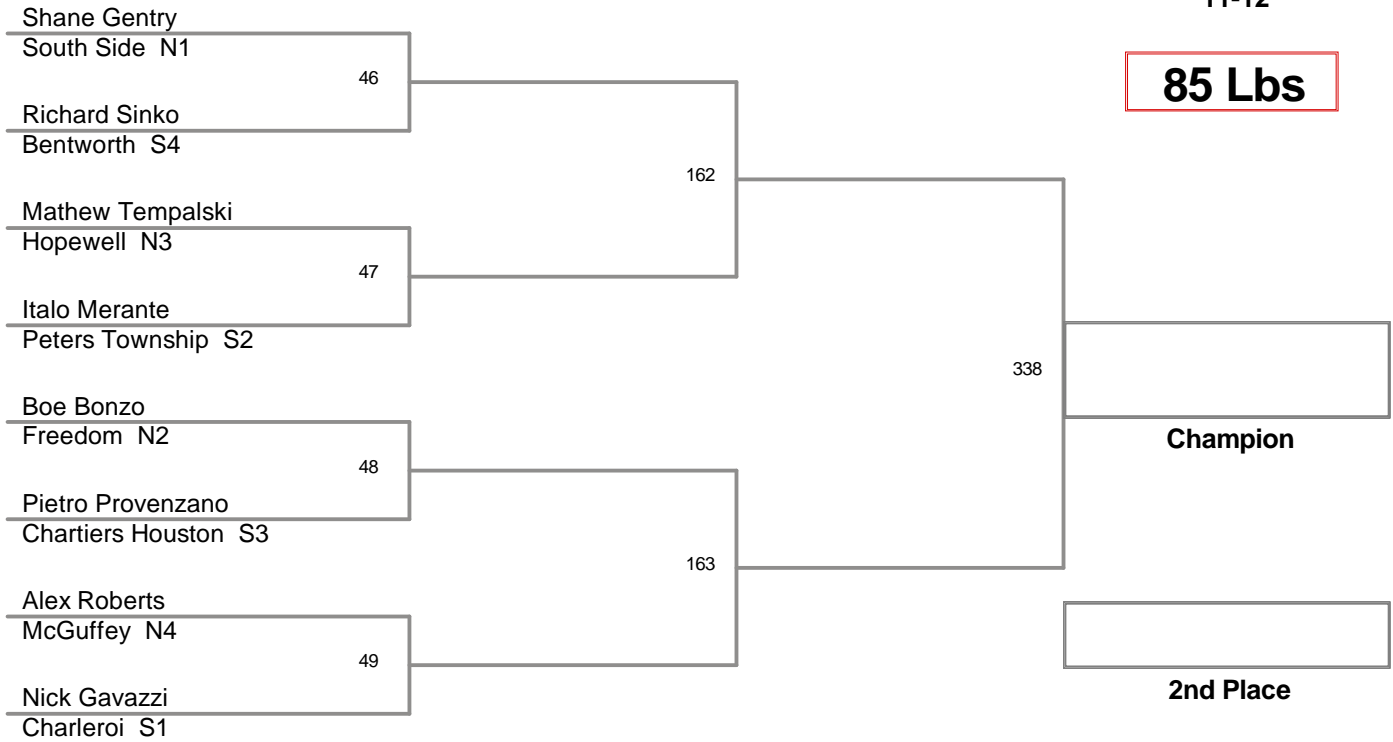 11-12
85 Lbs
Shane Gentry
South Side N1
46
Richard Sinko
Bentworth S4
162
Mathew Tempalski
Hopewell N3
47
Italo Merante
Peters Township S2
338
Boe Bonzo
Freedom N2
Champion
48
Pietro Provenzano
Chartiers Houston S3
163
Alex Roberts
McGuffey N4
49
2nd Place
Nick Gavazzi
Charleroi S1